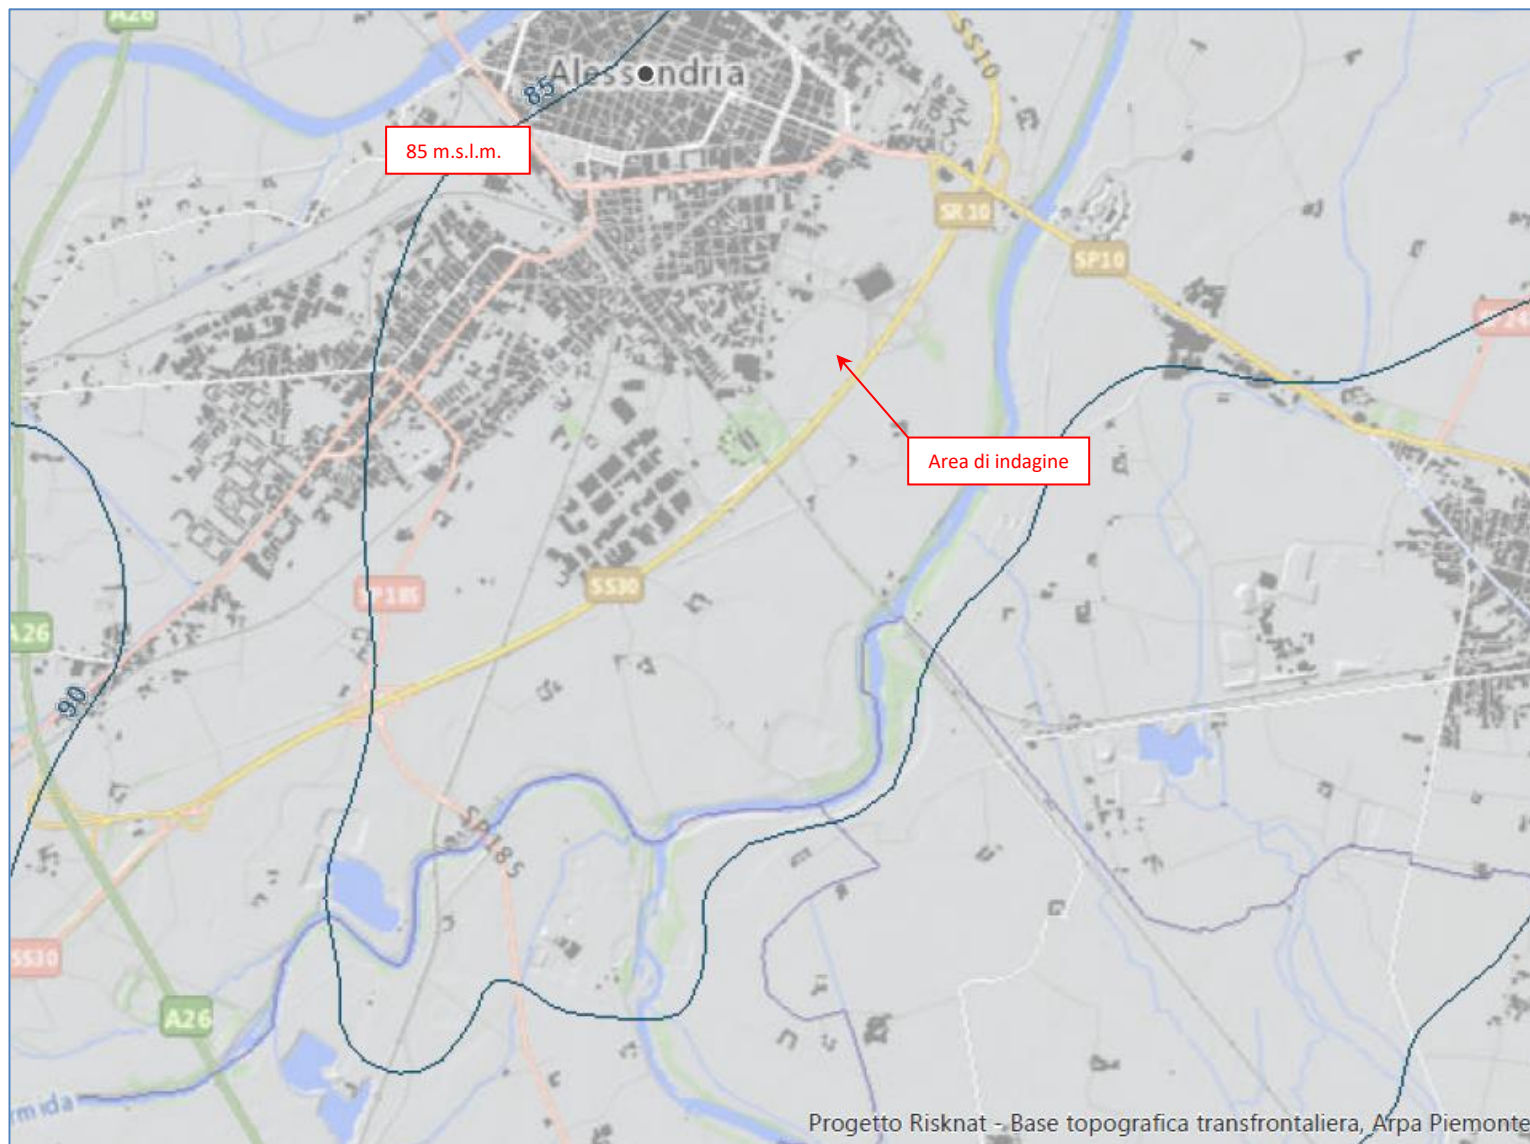 A26
SS10
Alessandria
85
85 m.s.l.m.
SR 10
SP10
Area di indagine
SS30
SP185
A26
90
SP185
SS30
A26
rmida
Progetto Risknat - Base topografica transfrontaliera, Arpa Piemonte